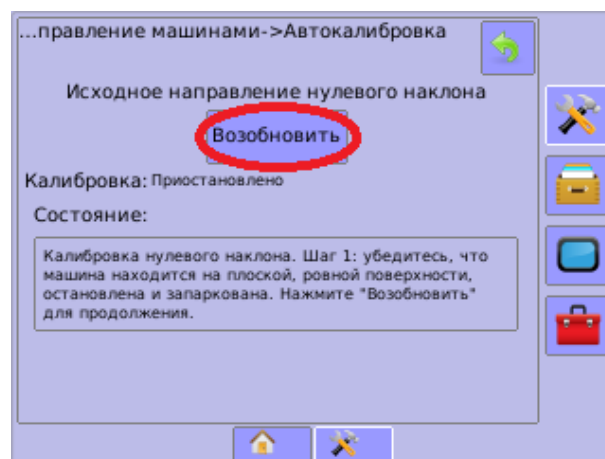 ...правление машинами->Автокалибровка
Исходное направление нулевого наклона
Возобновить
Калибровка: Приостановлено
Состояние:
Калибровка нулевого наклона. Шаг 1: убедитесь, что
машина находится на плоской, ровной поверхности,
остановлена и запаркована. Нажмите "Возобновить"
для продолжения.